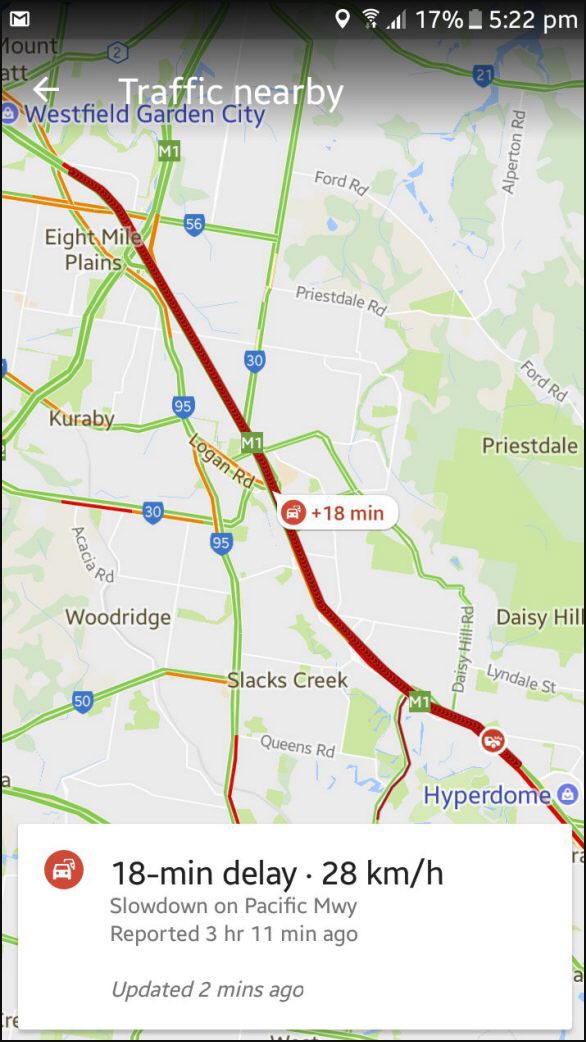 17% 5:22 pm
Mount
att
2
Traffic nearby
21
Westfield Garden City
Alperton Rd
M1
Ford Rd
56
Eight Mile
Plains
Priestdale Rd
30
Ford Rd
95
Kuraby
M1
Priestdale
Logan Rd
+18 min
30
95
Acacia Rd
Woodridge
Daisy Hill Rd
Daisy Hill
Slacks Creek
Lyndale St
50
M1
Queens Rd
a
Hyperdome
18-min delay · 28 km/h
Slowdown on Pacific Mwy
Reported 3 hr 11 min ago
Updated 2 mins ago